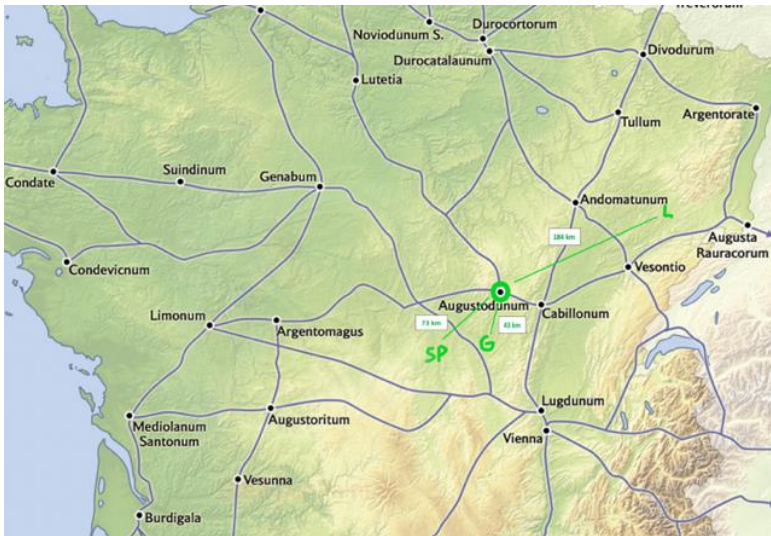 Treverorum
Noviodunum S.
Durocortorum
Durocatalaunum
Divodurum
Lutetia
Tullum
Argentorate
Condate
Suindinum
Genabum
Andomatunum
L
184 km
Augusta
Rauracorum
Condevicnum
Vesontio
Augustodunum
Cabillonum
Limonum
Argentomagus
73 km
43 km
SP
G
Lugdunum
Mediolanum
Santonum
Augustoritum
Vienna
Vesunna
Burdigala